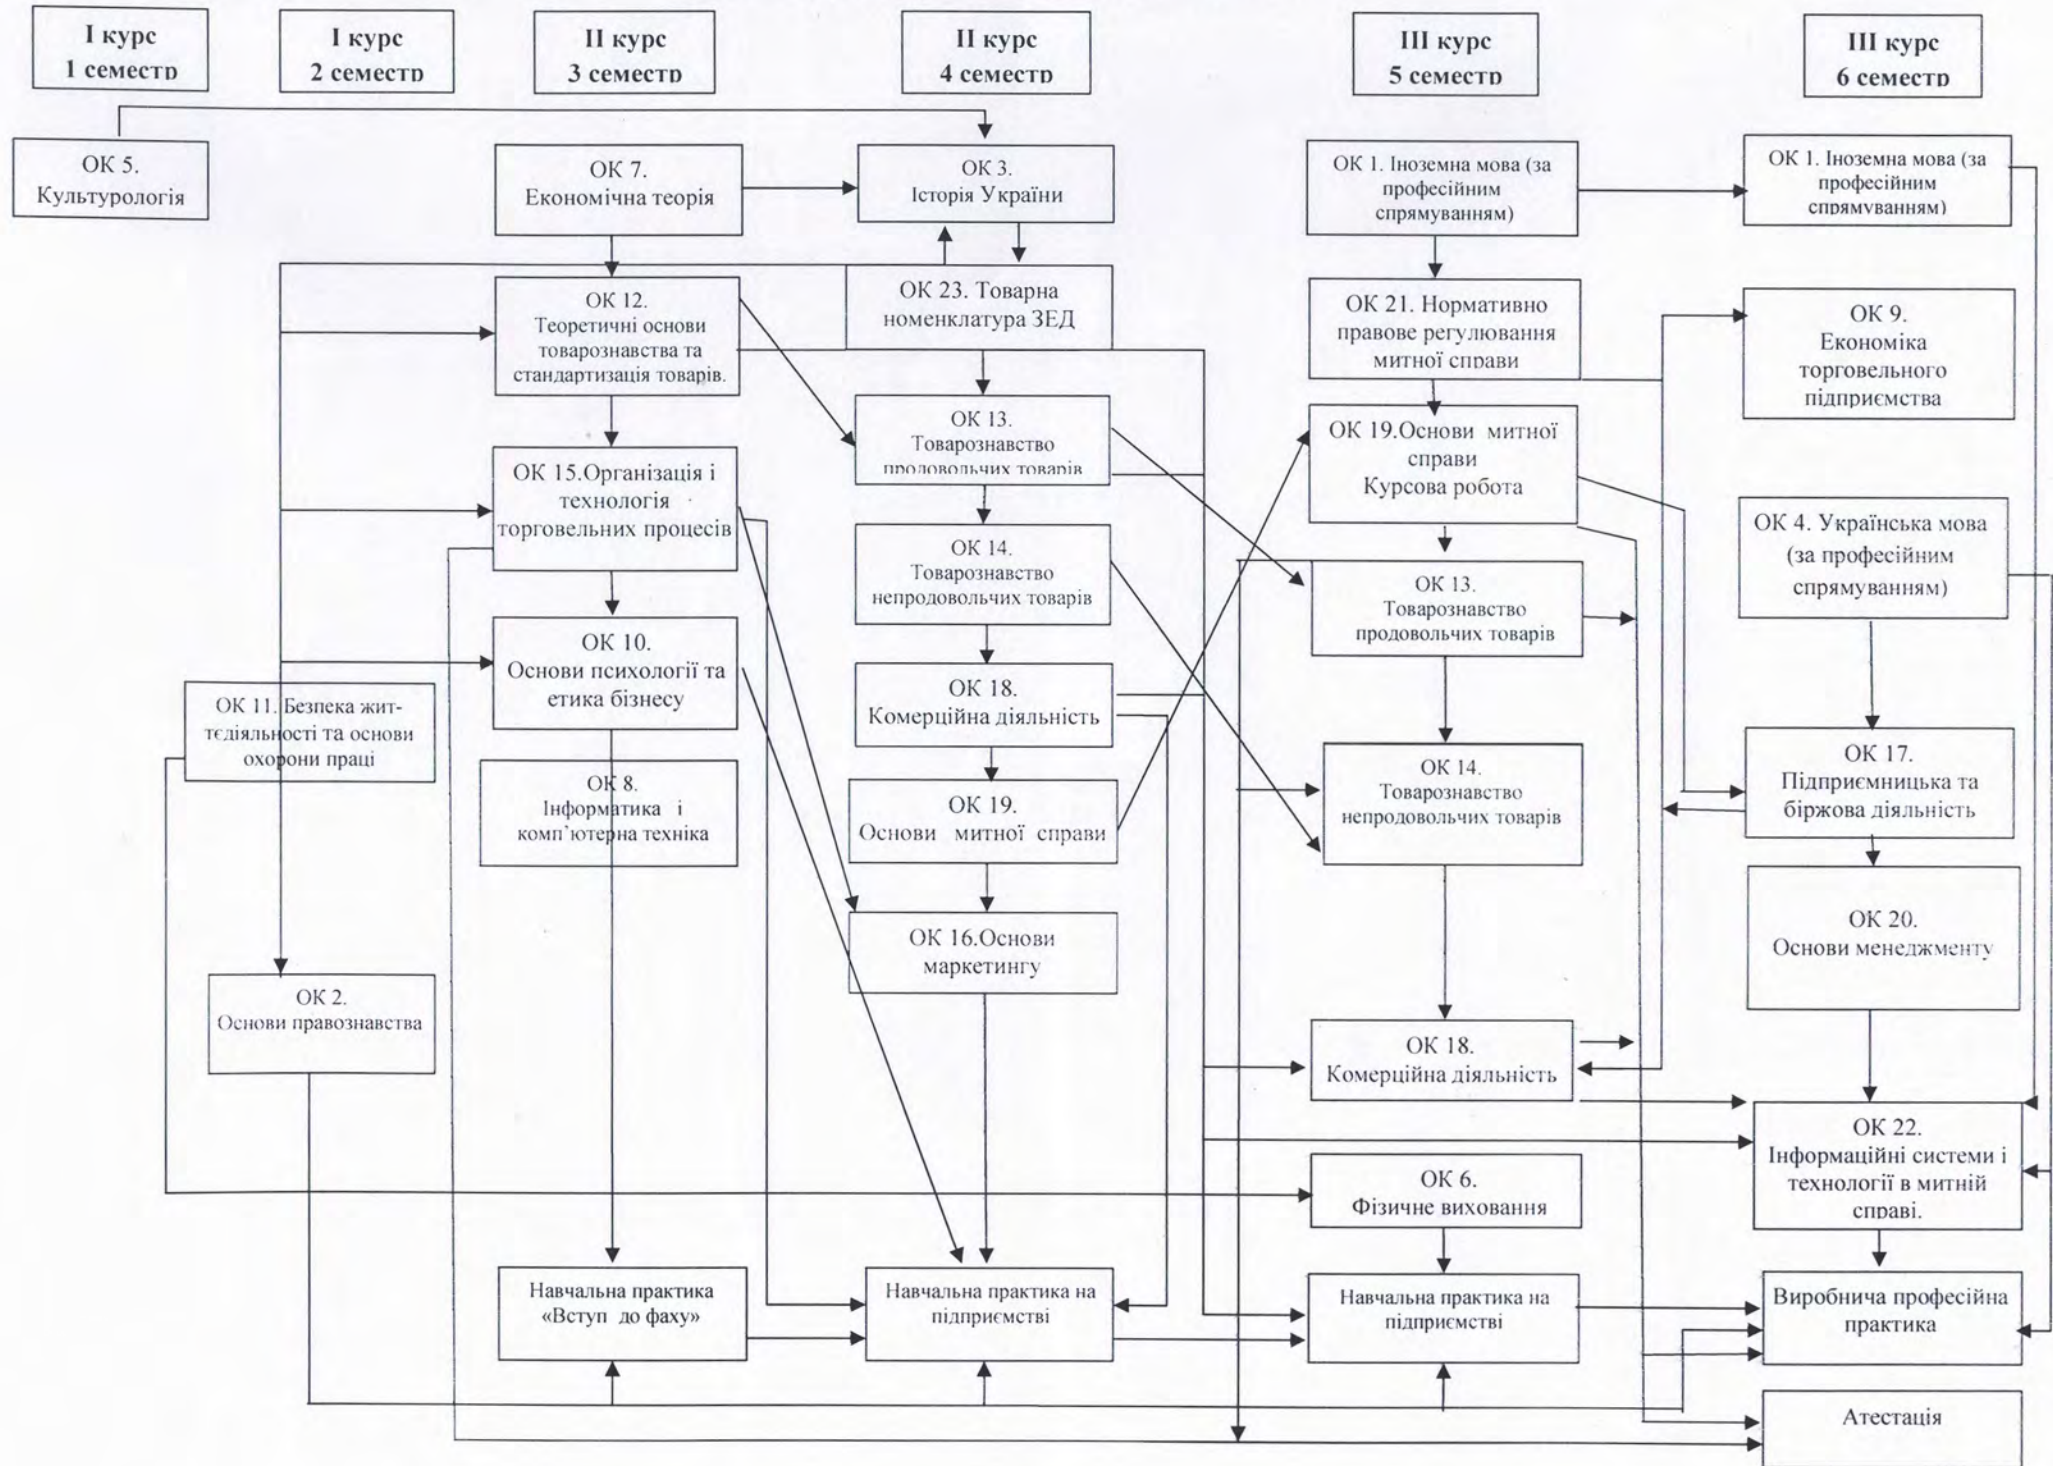 I курс
1 семестр
I курс
2 семестр
II курс
3 семестр
II курс
4 семестр
III курс
5 семестр
III курс
6 семестр
ОК 5.
Культурологія
ОК 11. Безпека жит-
тєдіяльності та основи
охорони праці
ОК 2.
Основи правознавства
ОК 7.
Економічна теорія
ОК 12.
Теоретичні основи
товарознавства та
стандартизація товарів.
ОК 15.Організація і
технологія
торговельних процесів
ОК 10.
Основи психології та
етика бізнесу
ОК 8.
Інформатика і
комп’ютерна техніка
Навчальна практика
«Вступ до фаху»
ОК 3.
Історія України
ОК 23. Товарна
номенклатура ЗЕД
ОК 13.
Товарознавство
продовольчих товарів
ОК 14.
Товарознавство
непродовольчих товарів
ОК 18.
Комерційна діяльність
ОК 19.
Основи митної справи
ОК 16.Основи
маркетингу
Навчальна практика на
підприємстві
ОК 1. Іноземна мова (за
професійним
спрямуванням)
ОК 21. Нормативно
правове регулювання
митної справи
ОК 19.Основи митної
справи
Курсова робота
ОК 13.
Товарознавство
продовольчих товарів
ОК 14.
Товарознавство
непродовольчих товарів
ОК 18.
Комерційна діяльність
ОК 6.
Фізичне виховання
Навчальна практика на
підприємстві
ОК 1. Іноземна мова (за
професійним
спрямуванням)
ОК 9.
Економіка
торговельного
підприємства
ОК 4. Українська мова
(за професійним
спрямуванням)
ОК 17.
Підприємницька та
біржова діяльність
ОК 20.
Основи менеджменту
ОК 22.
Інформаційні системи і
технології в митній
справі.
Виробнича професійна
практика
Атестація